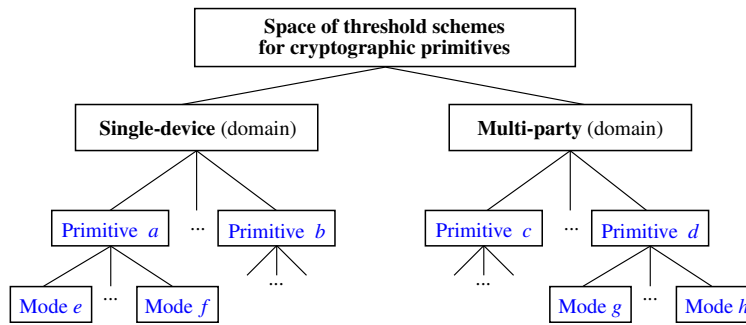 Space of threshold schemes
for cryptographic primitives
Single-device (domain)
Multi-party (domain)
Primitive a
...
Primitive b
Primitive c
...
Primitive d
Mode e
...
Mode f
...
...
Mode g
...
Mode h